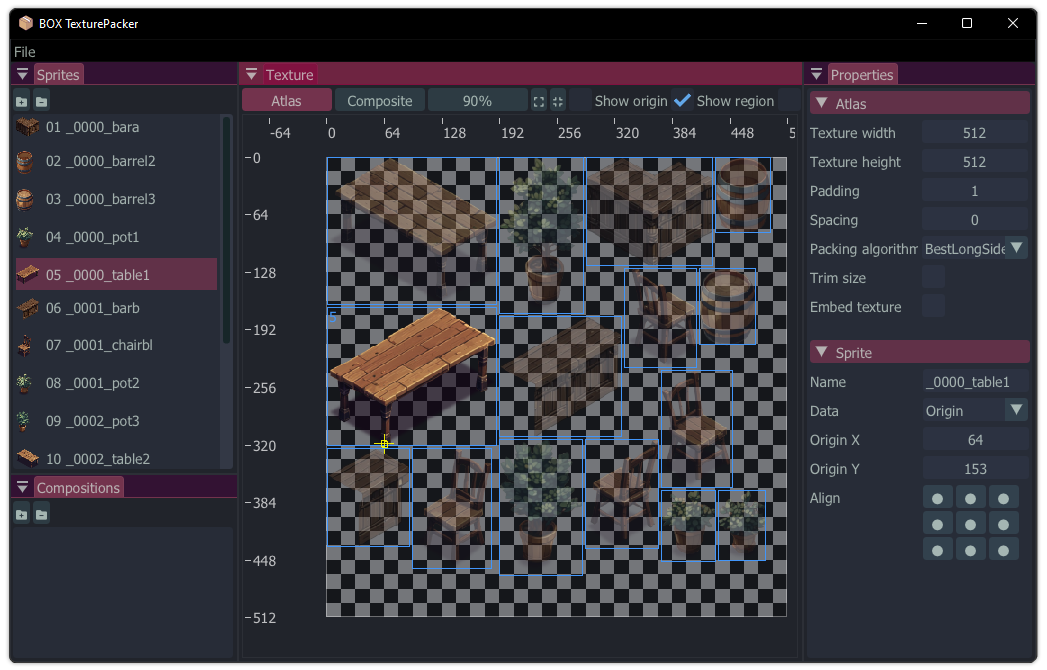 BOX TexturePacker
File
Sprites
Texture
Properties
Atlas
Composite
90%
Show origin
Show region
-64
0
64
128
192
256
320
384
448
5
-0
-64
-128
-192
-256
-320
-384
-448
-512
5
01 _0000_bara
02 _0000_barrel2
03 _0000_barrel3
04 _0000_pot1
05 _0000_table1
06 _0001_barb
07 _0001_chairbl
08 _0001_pot2
09 _0002_pot3
10 _0002_table2
Compositions
Atlas
Texture width 512
Texture height 512
Padding 1
Spacing 0
Packing algorithm BestLongSide
Trim size
Embed texture
Sprite
Name _0000_table1
Data Origin
Origin X 64
Origin Y 153
Align